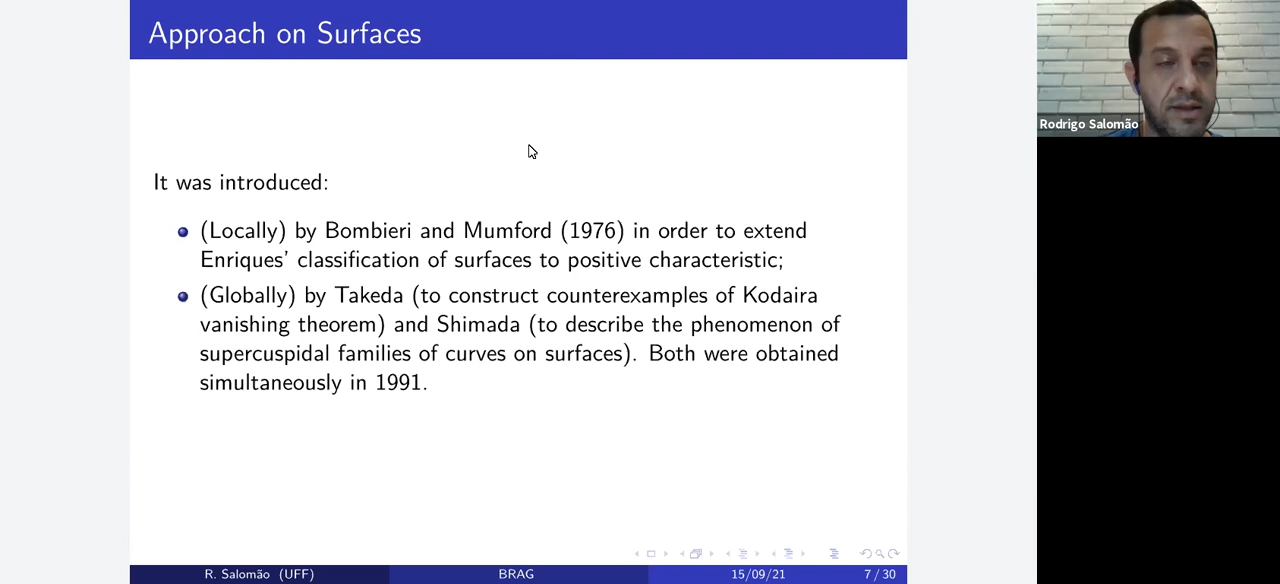 Approach on Surfaces
Rodrigo Salomão
It was introduced:
(Locally) by Bombieri and Mumford (1976) in order to extend
Enriques' classification of surfaces to positive characteristic;
(Globally) by Takeda (to construct counterexamples of Kodaira
vanishing theorem) and Shimada (to describe the phenomenon of
supercuspidal families of curves on surfaces). Both were obtained
simultaneously in 1991.
R. Salomão (UFF) BRAG 15/09/21 7 / 30